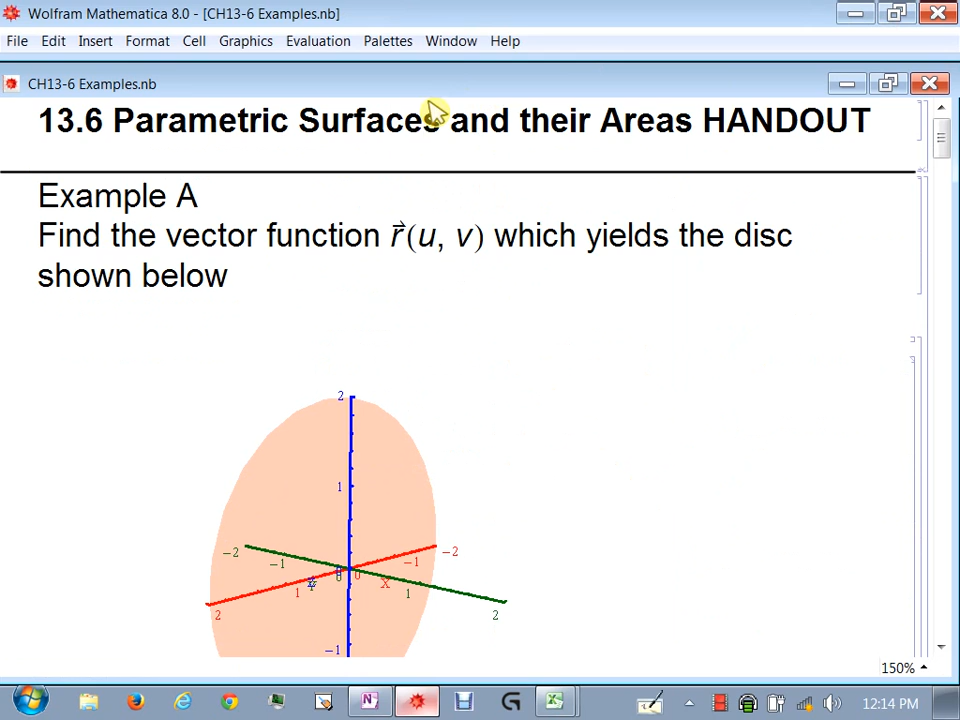 Wolfram Mathematica 8.0 - [CH13-6 Examples.nb]
File Edit Insert Format Cell Graphics Evaluation Palettes Window Help
CH13-6 Examples.nb
13.6 Parametric Surfaces and their Areas HANDOUT
Example A
Find the vector function r⃗(u, v) which yields the disc
shown below
2
1
-2
-1
-2
-1
0
x
1
1
2
2
-1
150%
12:14 PM